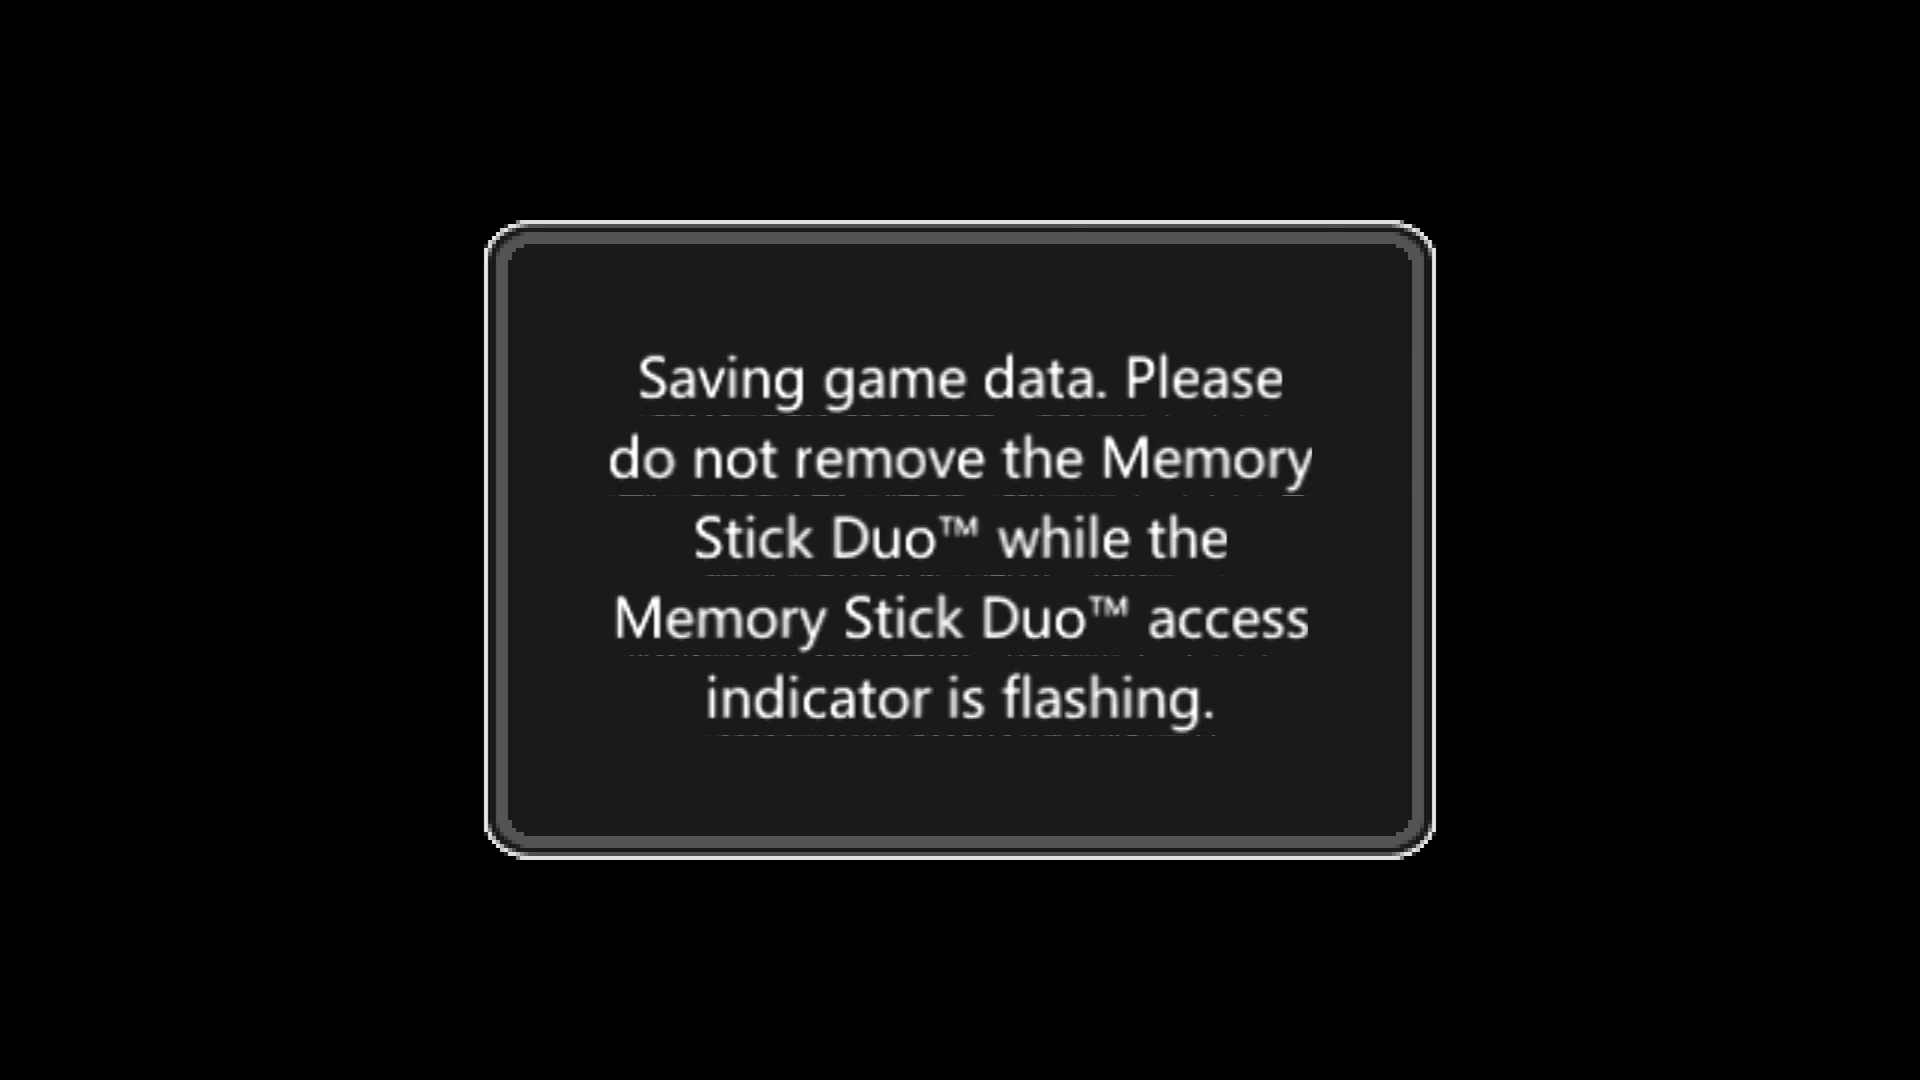 Saving game data. Please
do not remove the Memory
Stick Duo™ while the
Memory Stick Duo™ access
indicator is flashing.